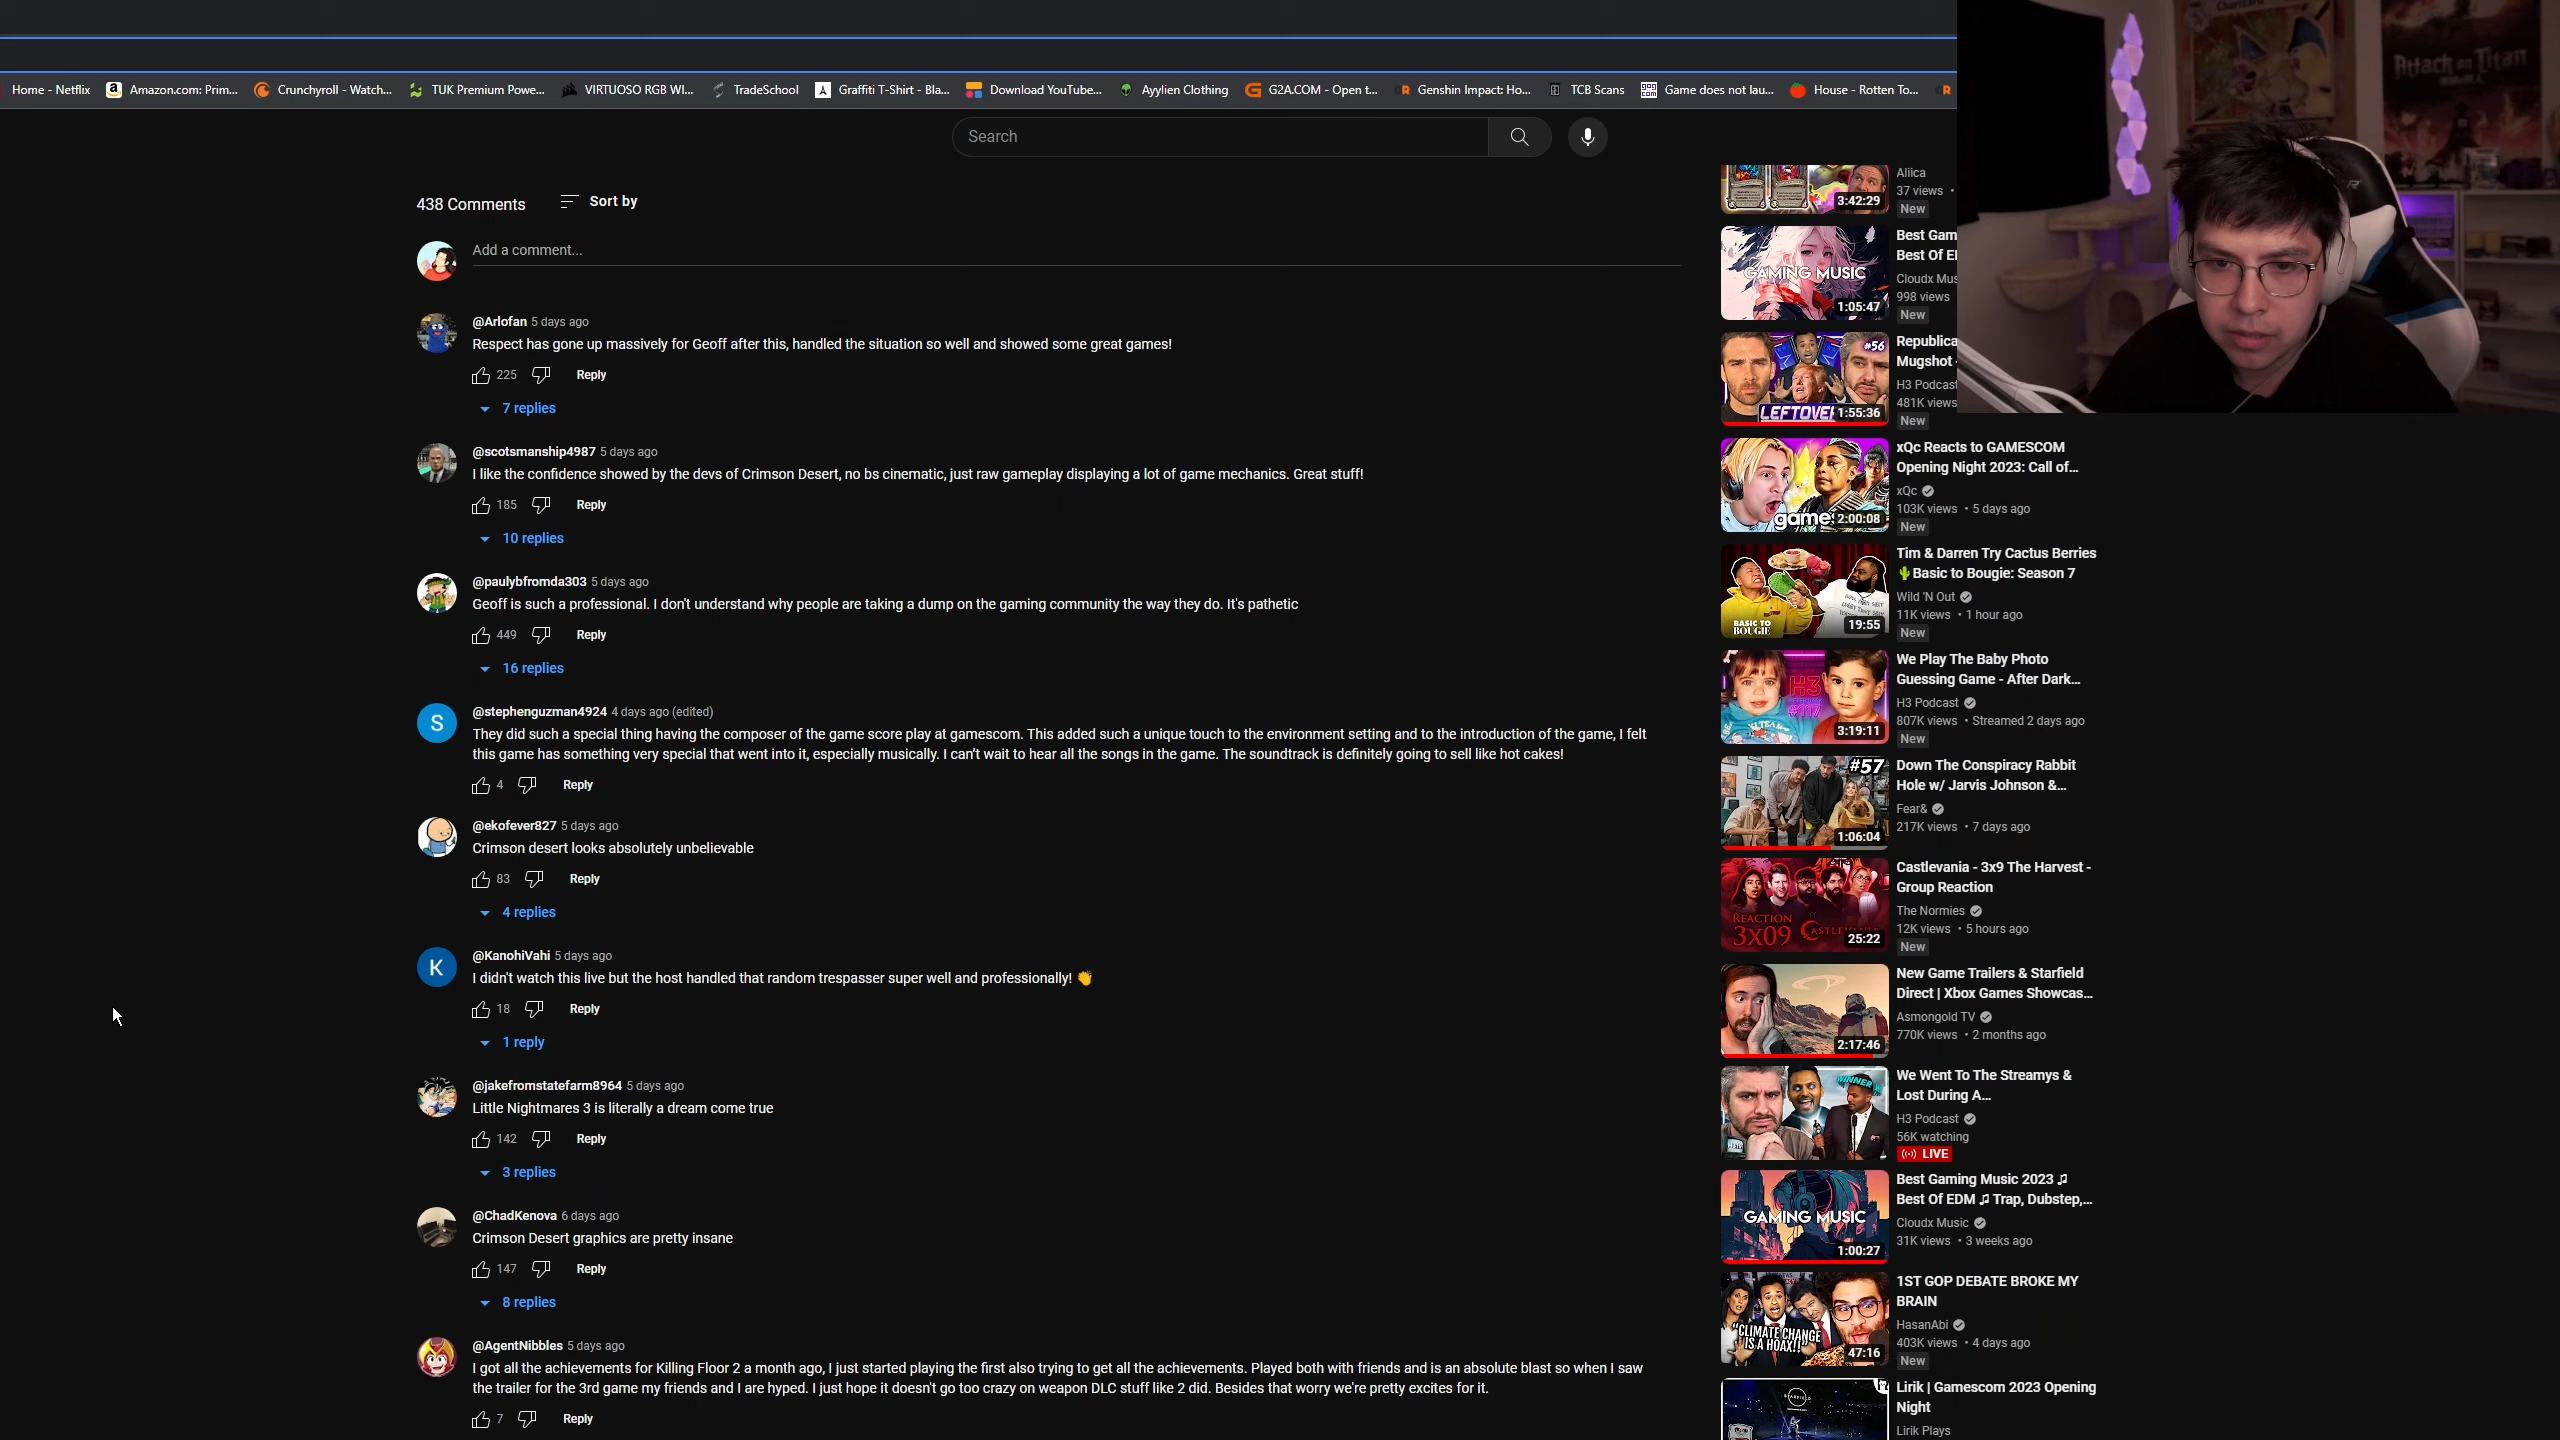 Home - Netflix
Amazon.com: Prim...
Crunchyroll - Watch...
TUK Premium Powe...
VIRTUOSO RGB WI...
TradeSchool
Graffiti T-Shirt - Bla...
Download YouTube...
Ayylien Clothing
G2A.COM - Open t...
Genshin Impact: Ho...
TCB Scans
Game does not lau...
House - Rotten To...
Search
438 Comments
Sort by
Add a comment...
@Arlofan 5 days ago
Respect has gone up massively for Geoff after this, handled the situation so well and showed some great games!
225 Reply
7 replies
@scotsmanship4987 5 days ago
I like the confidence showed by the devs of Crimson Desert, no bs cinematic, just raw gameplay displaying a lot of game mechanics. Great stuff!
185 Reply
10 replies
@paulybfromda303 5 days ago
Geoff is such a professional. I don't understand why people are taking a dump on the gaming community the way they do. It's pathetic
449 Reply
16 replies
S
@stephenguzman4924 4 days ago (edited)
They did such a special thing having the composer of the game score play at gamescom. This added such a unique touch to the environment setting and to the introduction of the game, I felt
this game has something very special that went into it, especially musically. I can't wait to hear all the songs in the game. The soundtrack is definitely going to sell like hot cakes!
4 Reply
@ekofever827 5 days ago
Crimson desert looks absolutely unbelievable
83 Reply
4 replies
K
@KanohiVahi 5 days ago
I didn't watch this live but the host handled that random trespasser super well and professionally! 👏
18 Reply
1 reply
@jakefromstatefarm8964 5 days ago
Little Nightmares 3 is literally a dream come true
142 Reply
3 replies
@ChadKenova 6 days ago
Crimson Desert graphics are pretty insane
147 Reply
8 replies
@AgentNibbles 5 days ago
I got all the achievements for Killing Floor 2 a month ago, I just started playing the first also trying to get all the achievements. Played both with friends and is an absolute blast so when I saw
the trailer for the 3rd game my friends and I are hyped. I just hope it doesn't go too crazy on weapon DLC stuff like 2 did. Besides that worry we're pretty excites for it.
7 Reply
3:42:29
Aliica
37 views •
New
GAMING MUSIC
1:05:47
Best Gam
Best Of E
Cloudx Mus
998 views
New
#56
LEFTOVE
1:55:36
Republica
Mugshot -
H3 Podcast
481K views
New
game
2:00:08
xQc Reacts to GAMESCOM
Opening Night 2023: Call of...
xQc
103K views • 5 days ago
New
BASIC TO
BOUGIE
19:55
Tim & Darren Try Cactus Berries
🌵Basic to Bougie: Season 7
Wild 'N Out
11K views • 1 hour ago
New
H3
3:19:11
We Play The Baby Photo
Guessing Game - After Dark...
H3 Podcast
807K views • Streamed 2 days ago
New
#57
1:06:04
Down The Conspiracy Rabbit
Hole w/ Jarvis Johnson &...
Fear&
217K views • 7 days ago
REACTION
3X09
25:22
Castlevania - 3x9 The Harvest -
Group Reaction
The Normies
12K views • 5 hours ago
New
2:17:46
New Game Trailers & Starfield
Direct | Xbox Games Showcas...
Asmongold TV
770K views • 2 months ago
WINNER
We Went To The Streamys &
Lost During A...
H3 Podcast
56K watching
LIVE
GAMING MUSIC
1:00:27
Best Gaming Music 2023 ♫
Best Of EDM ♫ Trap, Dubstep,...
Cloudx Music
31K views • 3 weeks ago
"CLIMATE CHANGE
IS A HOAX!!"
47:16
1ST GOP DEBATE BROKE MY
BRAIN
HasanAbi
403K views • 4 days ago
New
STARFIELD
Lirik | Gamescom 2023 Opening
Night
Lirik Plays
Attack on Titan